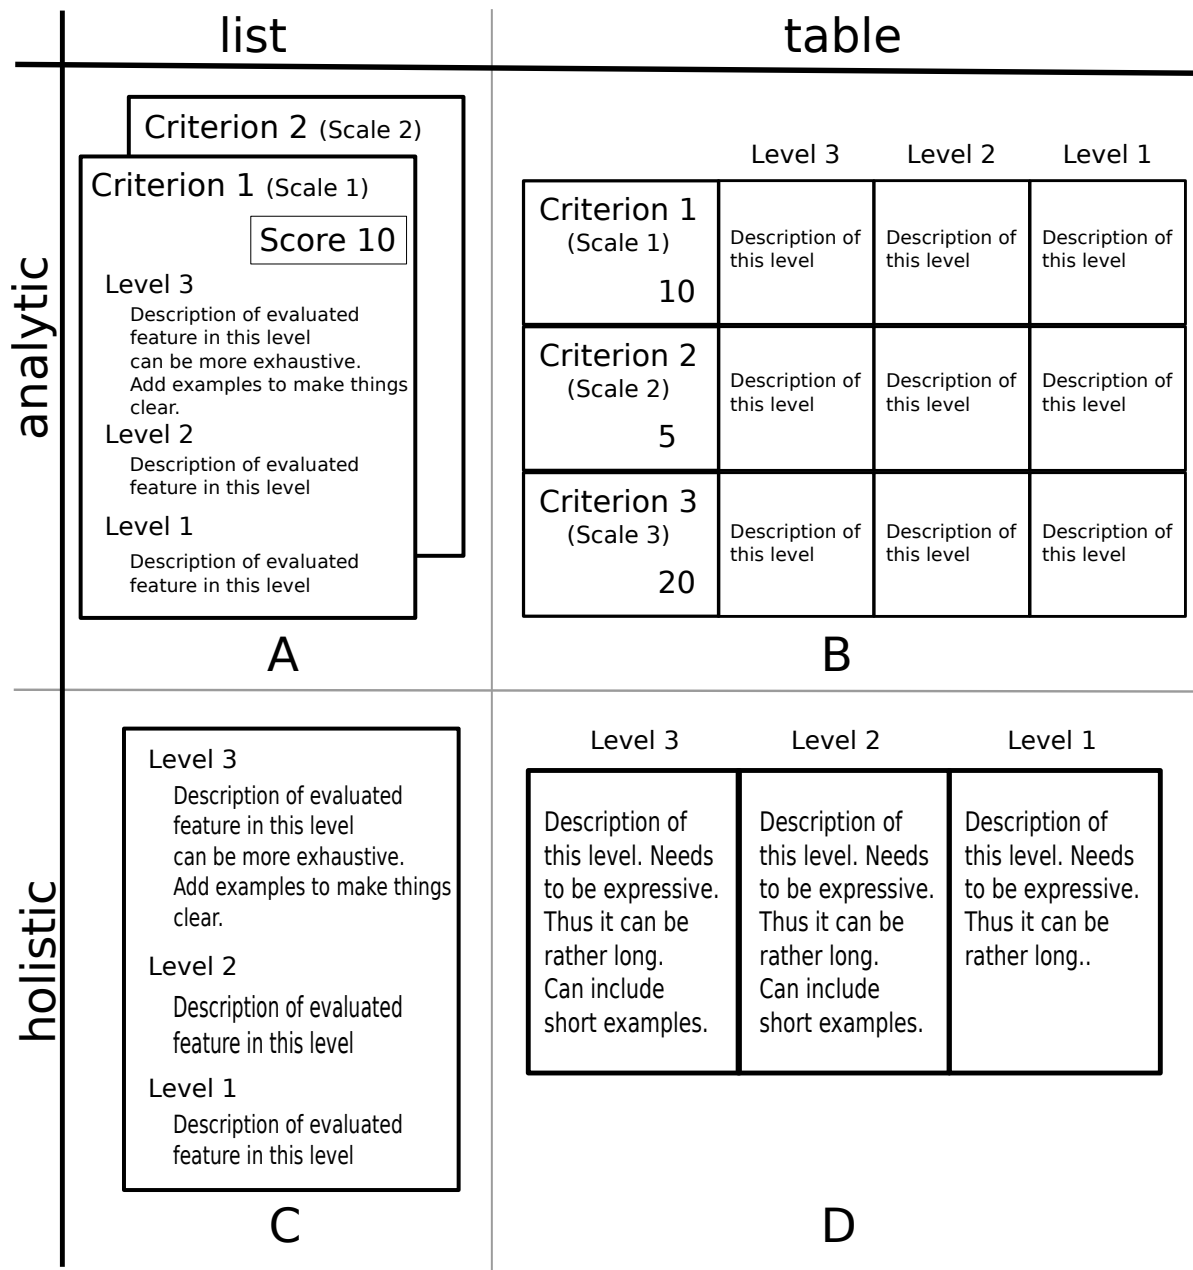 list
table
analytic
Criterion 2 (Scale 2)
Criterion 1 (Scale 1)
Score 10
Level 3
Description of evaluated
feature in this level
can be more exhaustive.
Add examples to make things
clear.
Level 2
Description of evaluated
feature in this level
Level 1
Description of evaluated
feature in this level
A
Level 3
Level 2
Level 1
Criterion 1
(Scale 1)
10
Description of
this level
Description of
this level
Description of
this level
Criterion 2
(Scale 2)
5
Description of
this level
Description of
this level
Description of
this level
Criterion 3
(Scale 3)
20
Description of
this level
Description of
this level
Description of
this level
B
holistic
Level 3
Description of evaluated
feature in this level
can be more exhaustive.
Add examples to make things
clear.
Level 2
Description of evaluated
feature in this level
Level 1
Description of evaluated
feature in this level
C
Level 3
Level 2
Level 1
Description of
this level. Needs
to be expressive.
Thus it can be
rather long.
Can include
short examples.
Description of
this level. Needs
to be expressive.
Thus it can be
rather long.
Can include
short examples.
Description of
this level. Needs
to be expressive.
Thus it can be
rather long..
D